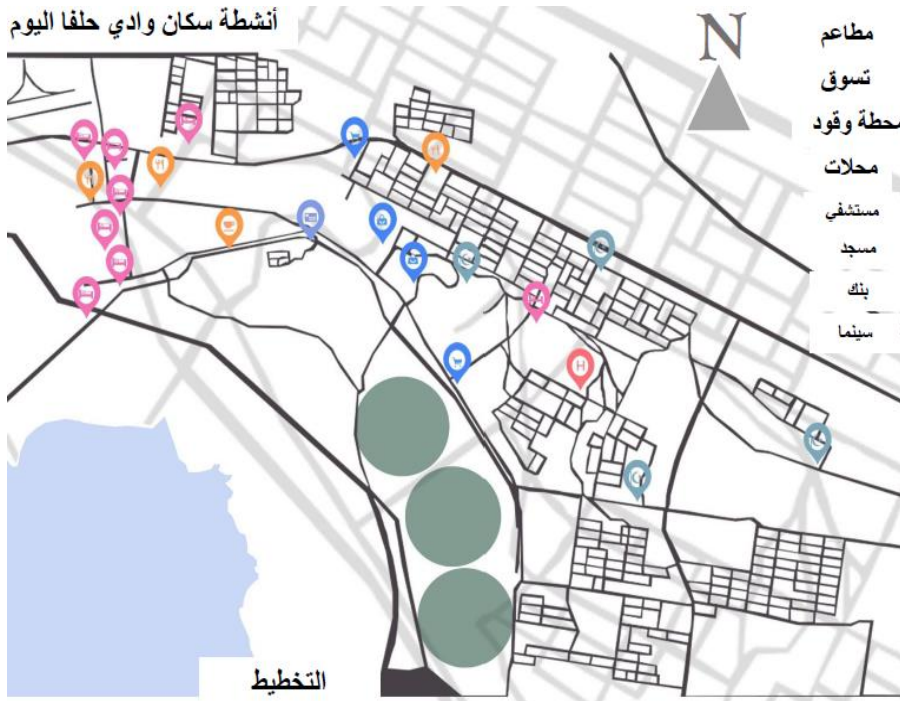 أنشطة سكان وادي حلفا اليوم
N
مطاعم
تسوق
محطة وقود
محلات
مستشفي
مسجد
بنك
سينما
H
التخطيط